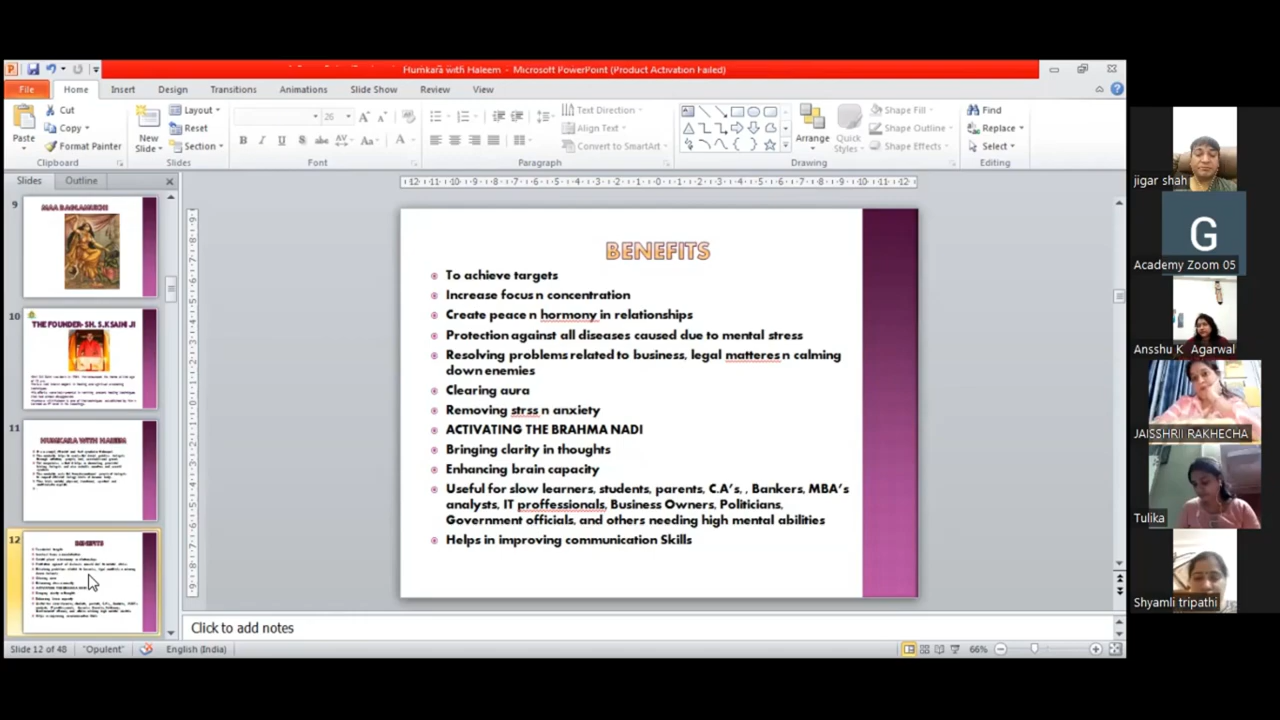 Humkara with Haleem - Microsoft PowerPoint (Product Activation Failed)
File Home Insert Design Transitions Animations Slide Show Review View
Cut
Copy
Format Painter
Paste
Clipboard
New
Slide
Layout
Reset
Section
Slides
26
Font
Paragraph
Text Direction
Align Text
Convert to SmartArt
Arrange
Quick
Styles
Shape Fill
Shape Outline
Shape Effects
Drawing
Find
Replace
Select
Editing
Slides Outline
9
MAA BAGLAMUKHI
10
THE FOUNDER- SH. S.K SAINI JI
11
HUMKARA WITH HALEEM
12
BENEFITS
BENEFITS
To achieve targets
Increase focus n concentration
Create peace n hormony in relationships
Protection against all diseases caused due to mental stress
Resolving problems related to business, legal matteres n calming
down enemies
Clearing aura
Removing strss n anxiety
ACTIVATING THE BRAHMA NADI
Bringing clarity in thoughts
Enhancing brain capacity
Useful for slow learners, students, parents, C.A's, , Bankers, MBA's
analysts, IT proffessionals, Business Owners, Politicians,
Government officials, and others needing high mental abilities
Helps in improving communication Skills
Click to add notes
Slide 12 of 48 "Opulent" English (India) 66%
jigar shah
G
Academy Zoom 05
Ansshu K Agarwal
JAISSHRII RAKHECHA
Tulika
Shyamli tripathi